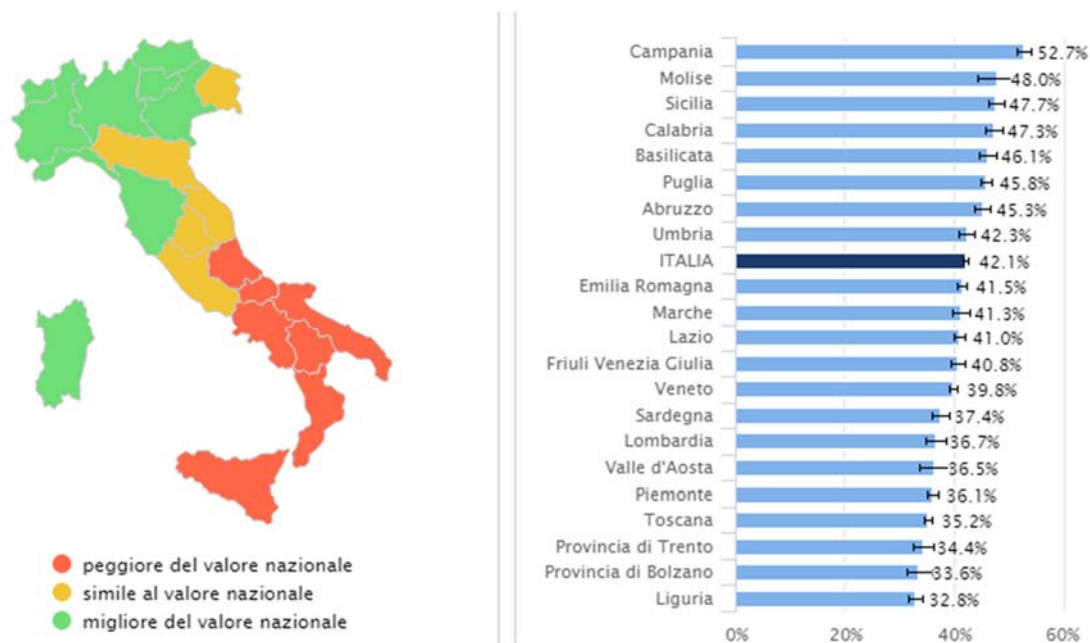 peggiore del valore nazionale
simile al valore nazionale
migliore del valore nazionale
Campania 52.7%
Molise 48.0%
Sicilia 47.7%
Calabria 47.3%
Basilicata 46.1%
Puglia 45.8%
Abruzzo 45.3%
Umbria 42.3%
ITALIA 42.1%
Emilia Romagna 41.5%
Marche 41.3%
Lazio 41.0%
Friuli Venezia Giulia 40.8%
Veneto 39.8%
Sardegna 37.4%
Lombardia 36.7%
Valle d'Aosta 36.5%
Piemonte 36.1%
Toscana 35.2%
Provincia di Trento 34.4%
Provincia di Bolzano 33.6%
Liguria 32.8%
0% 20% 40% 60%